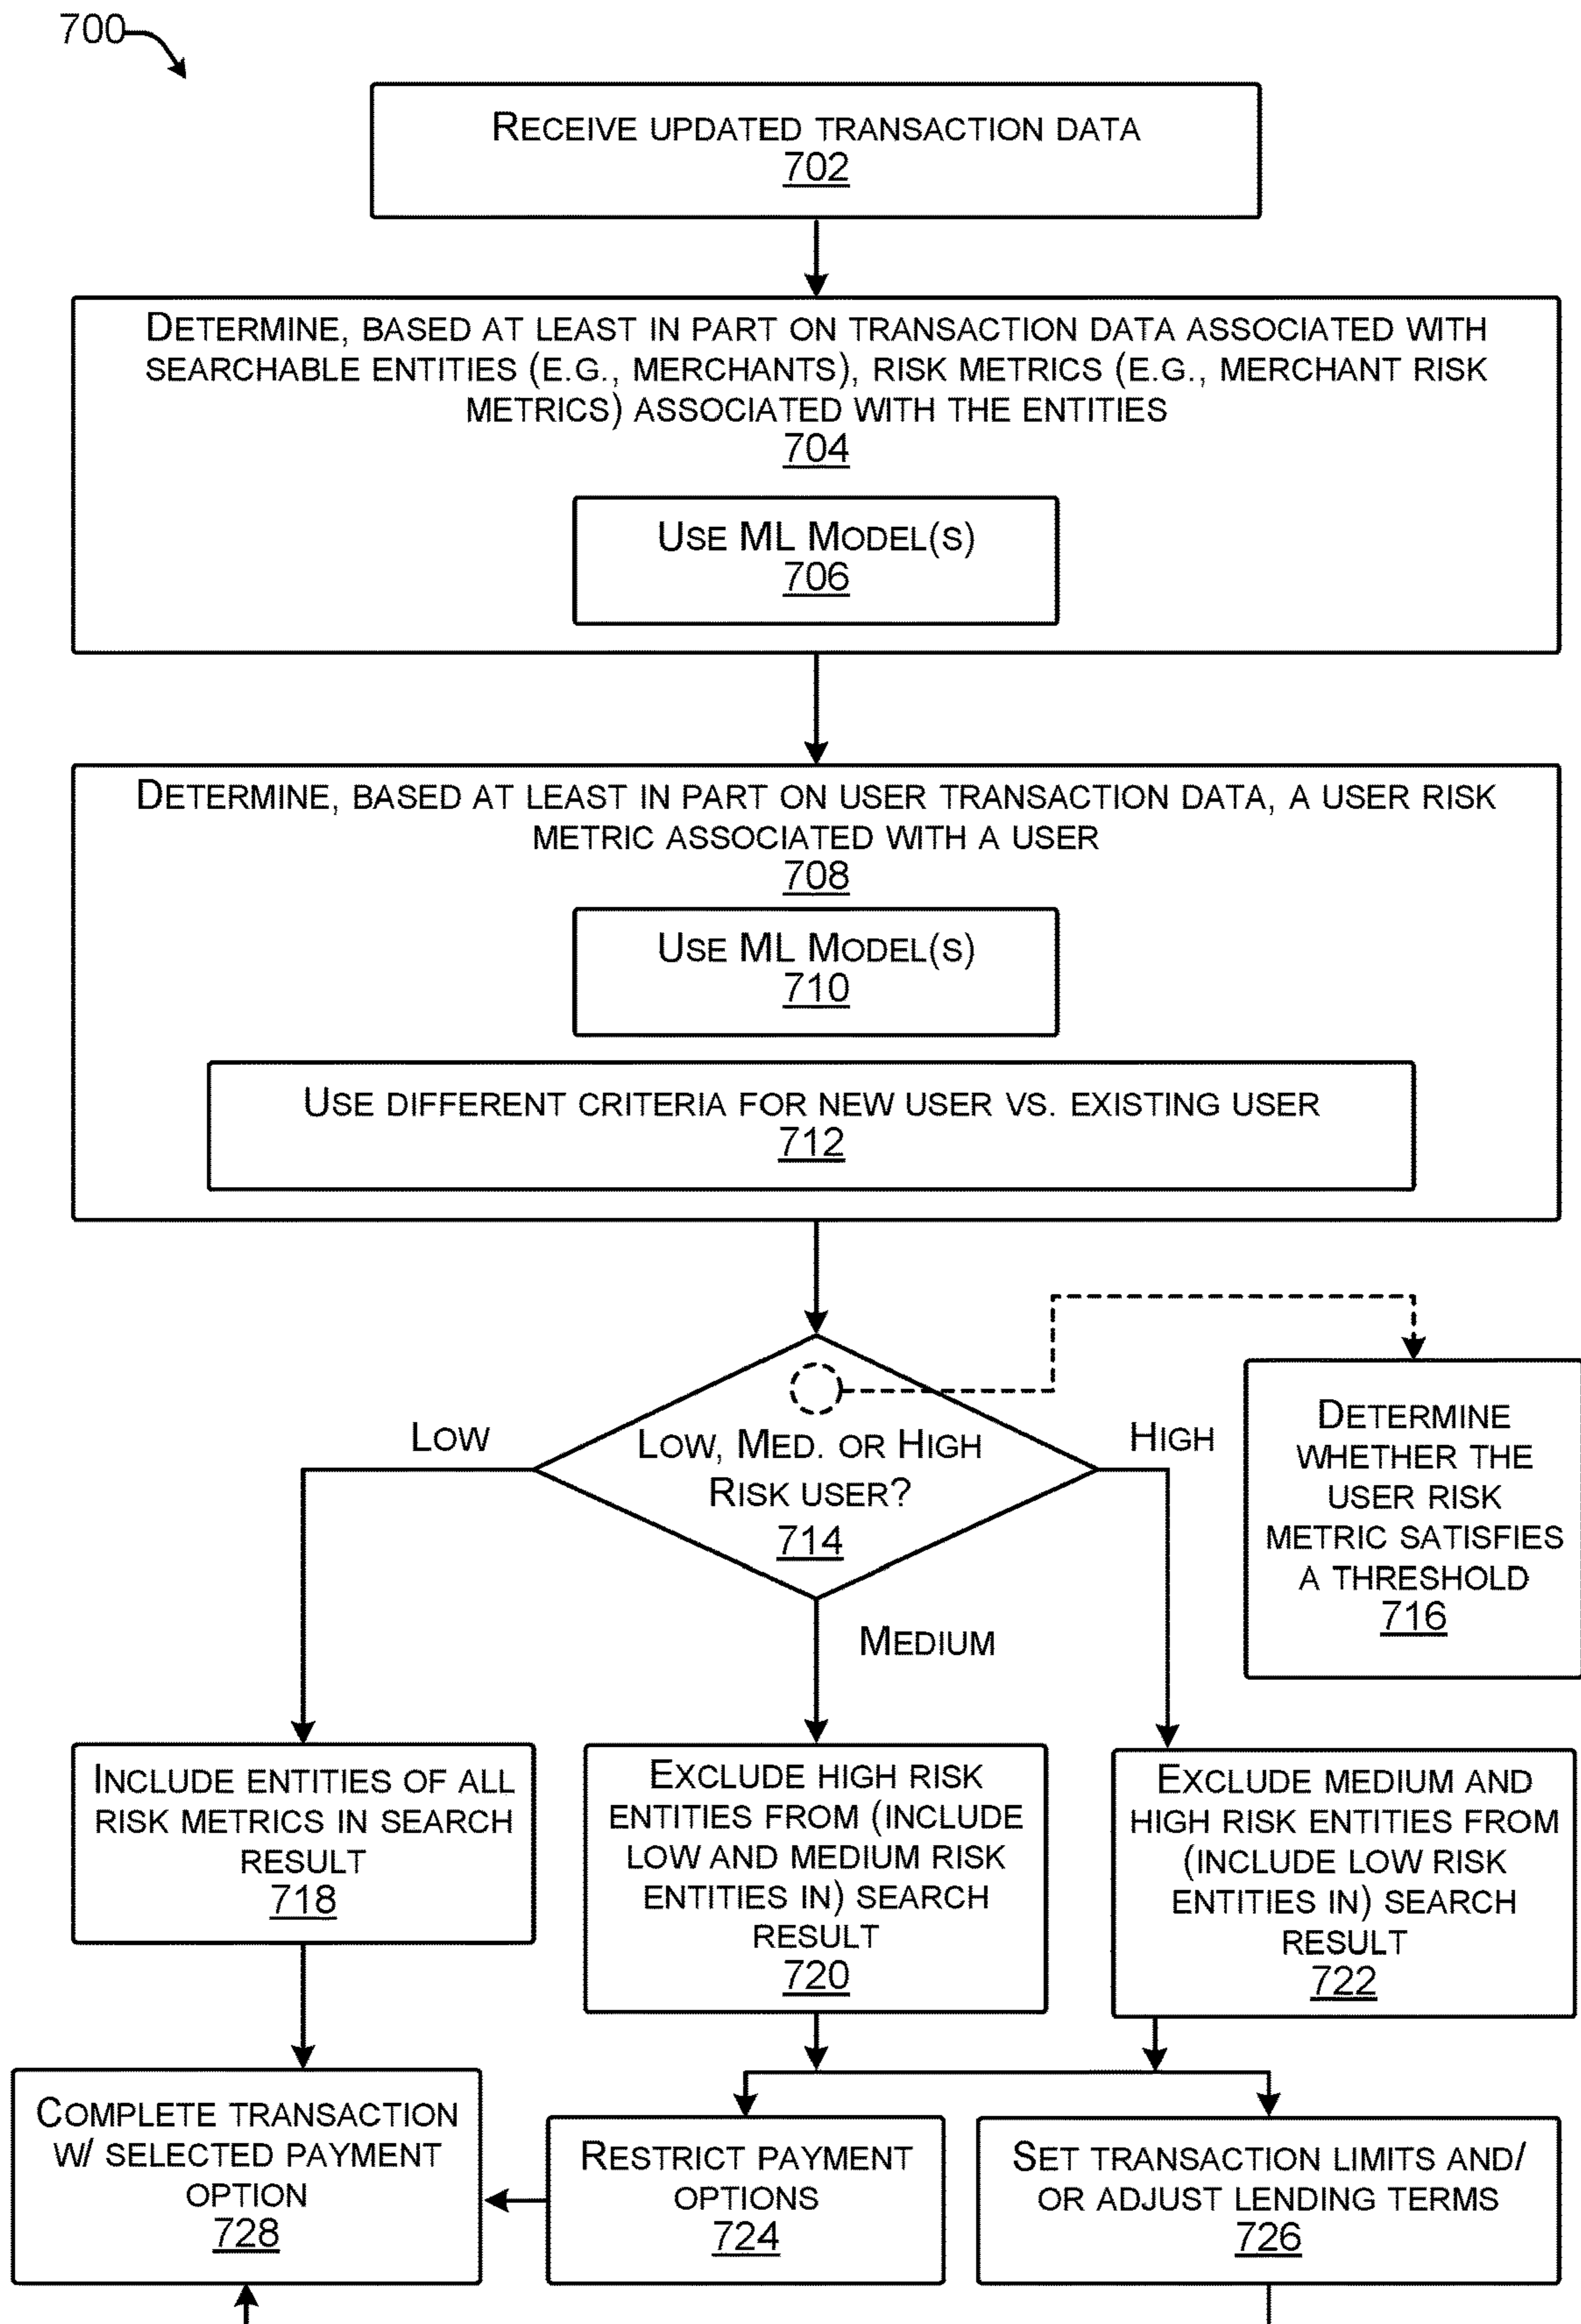 700
RECEIVE UPDATED TRANSACTION DATA
702
DETERMINE, BASED AT LEAST IN PART ON TRANSACTION DATA ASSOCIATED WITH
SEARCHABLE ENTITIES (E.G., MERCHANTS), RISK METRICS (E.G., MERCHANT RISK
METRICS) ASSOCIATED WITH THE ENTITIES
704
USE ML MODEL(S)
706
DETERMINE, BASED AT LEAST IN PART ON USER TRANSACTION DATA, A USER RISK
METRIC ASSOCIATED WITH A USER
708
USE ML MODEL(S)
710
USE DIFFERENT CRITERIA FOR NEW USER VS. EXISTING USER
712
LOW
LOW, MED. OR HIGH
RISK USER?
714
HIGH
MEDIUM
DETERMINE
WHETHER THE
USER RISK
METRIC SATISFIES
A THRESHOLD
716
INCLUDE ENTITIES OF ALL
RISK METRICS IN SEARCH
RESULT
718
EXCLUDE HIGH RISK
ENTITIES FROM (INCLUDE
LOW AND MEDIUM RISK
ENTITIES IN) SEARCH
RESULT
720
EXCLUDE MEDIUM AND
HIGH RISK ENTITIES FROM
(INCLUDE LOW RISK
ENTITIES IN) SEARCH
RESULT
722
COMPLETE TRANSACTION
W/ SELECTED PAYMENT
OPTION
728
RESTRICT PAYMENT
OPTIONS
724
SET TRANSACTION LIMITS AND/
OR ADJUST LENDING TERMS
726